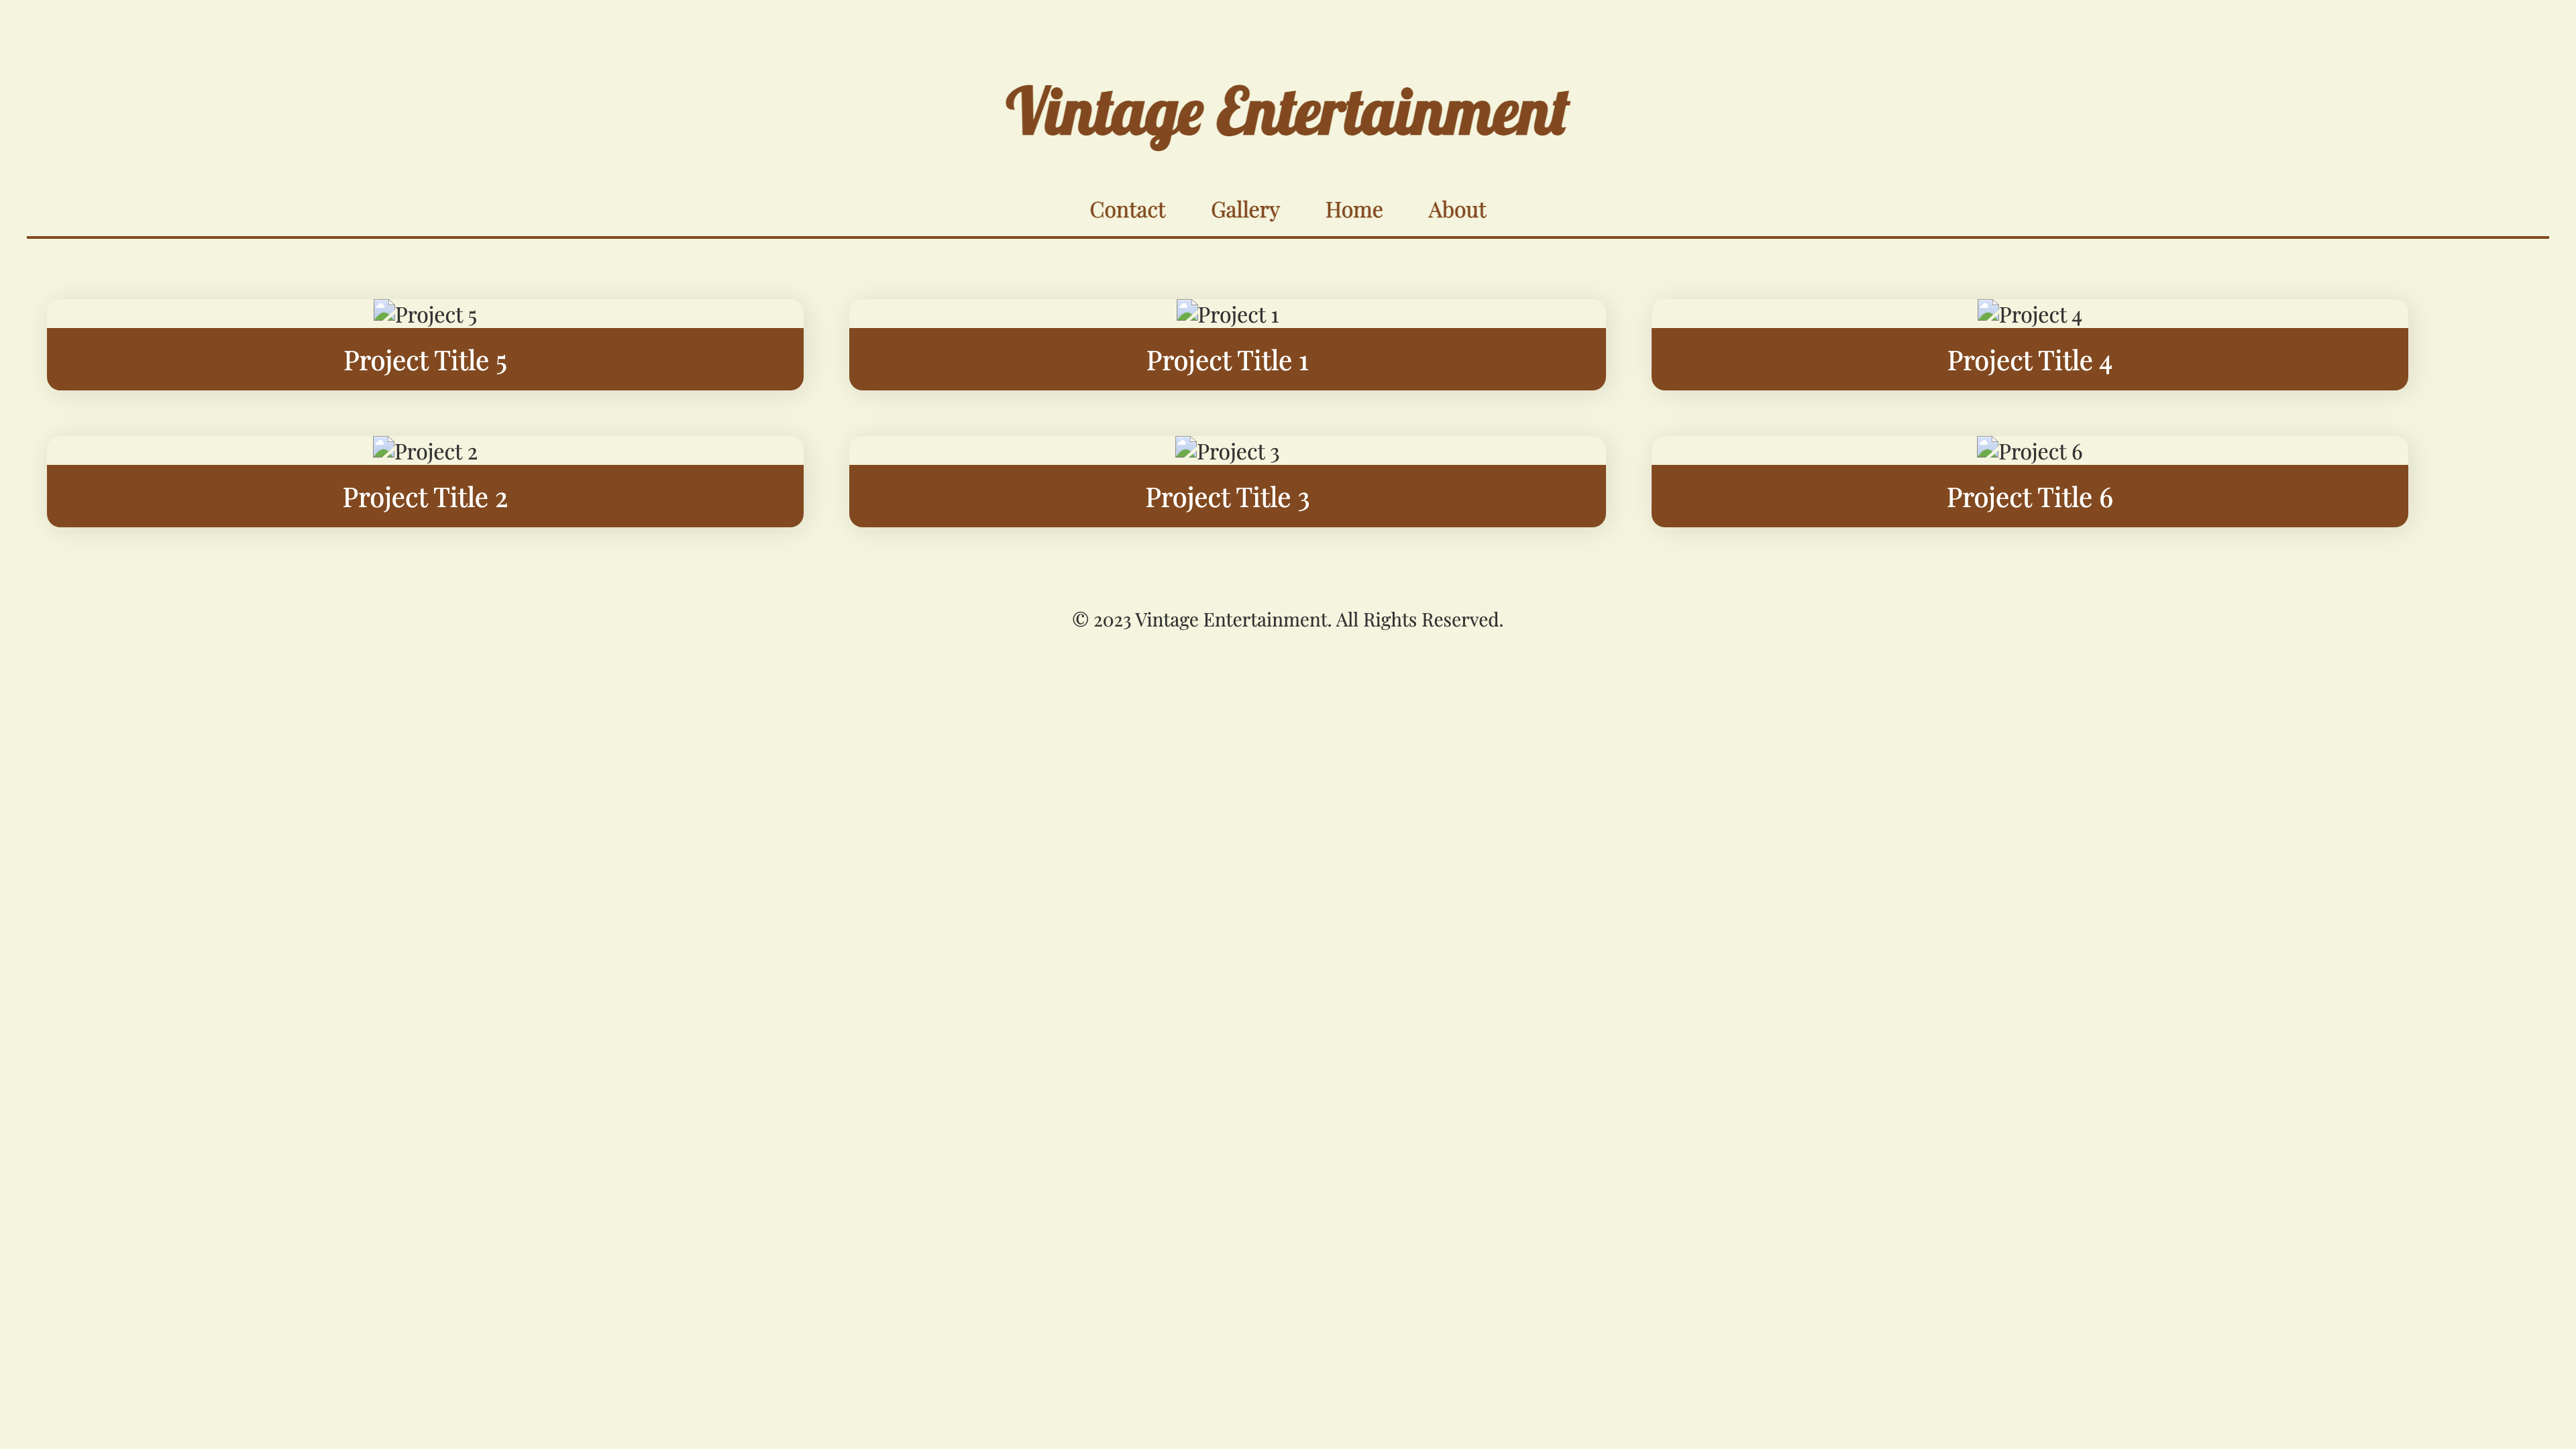 Vintage Entertainment
Contact Gallery Home About
Project 5 Project 1 Project 4
Project Title 5 Project Title 1 Project Title 4
Project 2 Project 3 Project 6
Project Title 2 Project Title 3 Project Title 6
© 2023 Vintage Entertainment. All Rights Reserved.